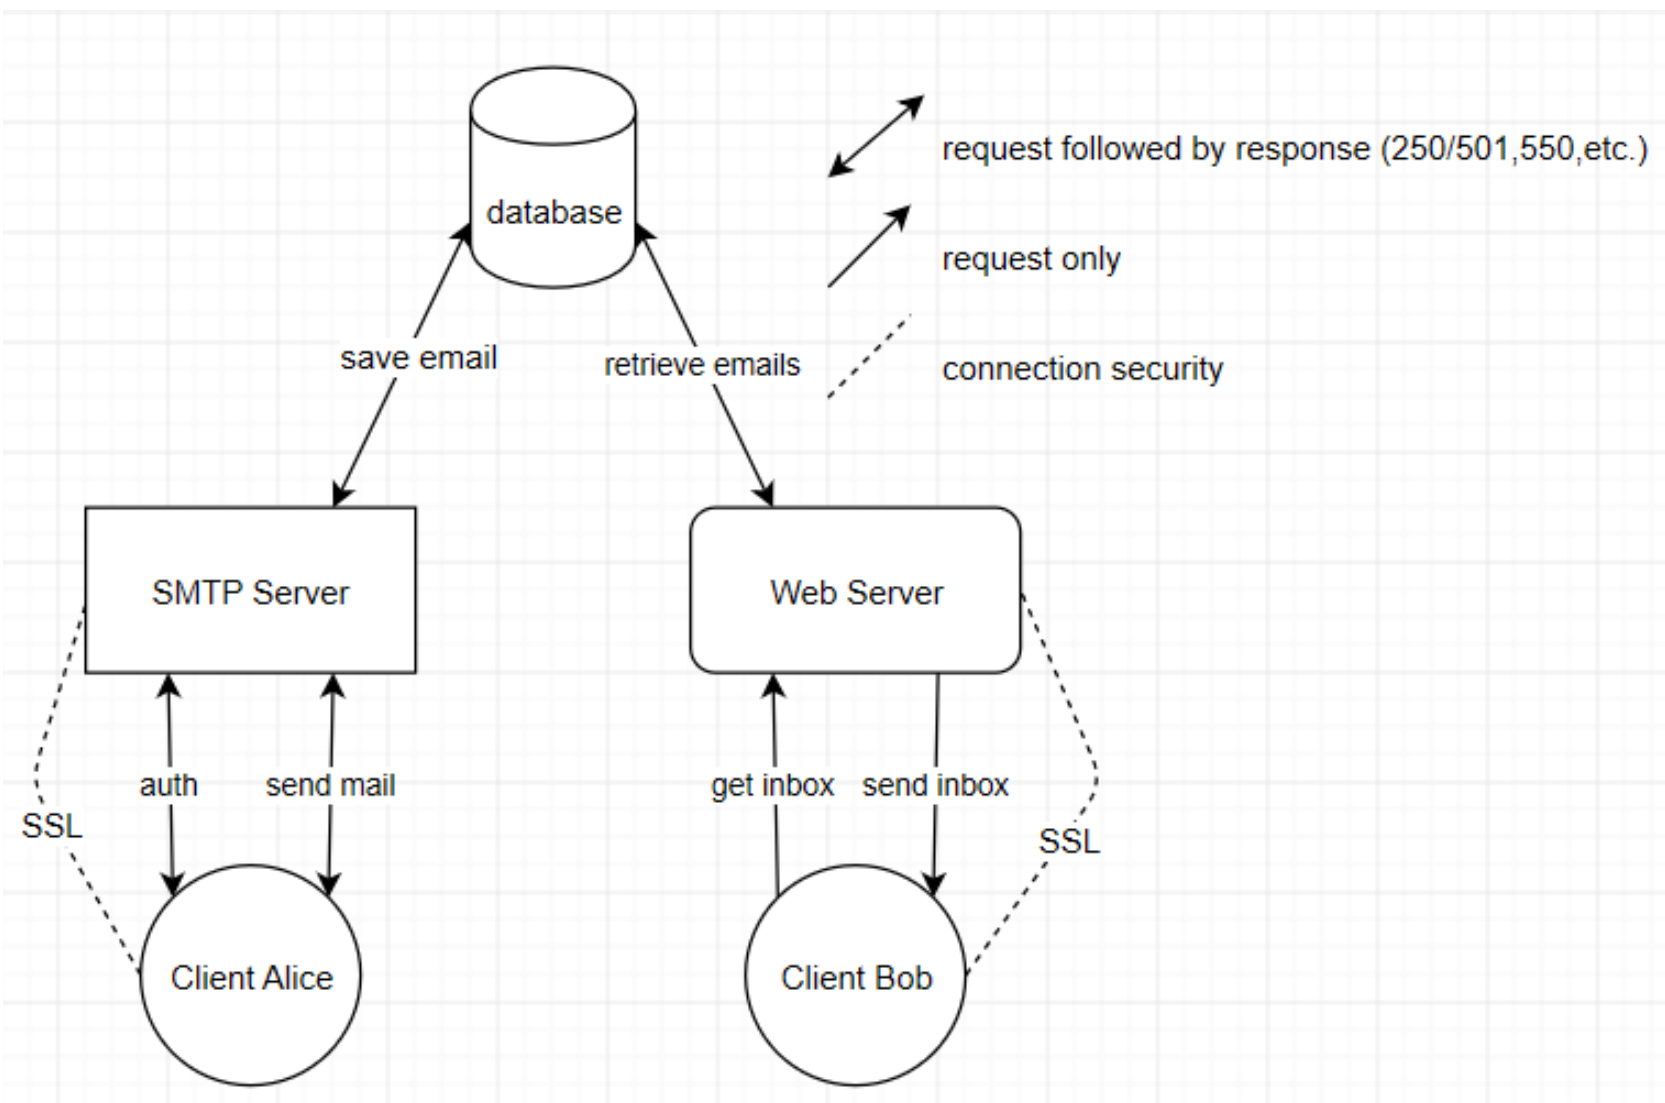 database
request followed by response (250/501,550,etc.)
request only
connection security
save email
retrieve emails
SMTP Server
Web Server
auth
send mail
get inbox
send inbox
SSL
SSL
Client Alice
Client Bob